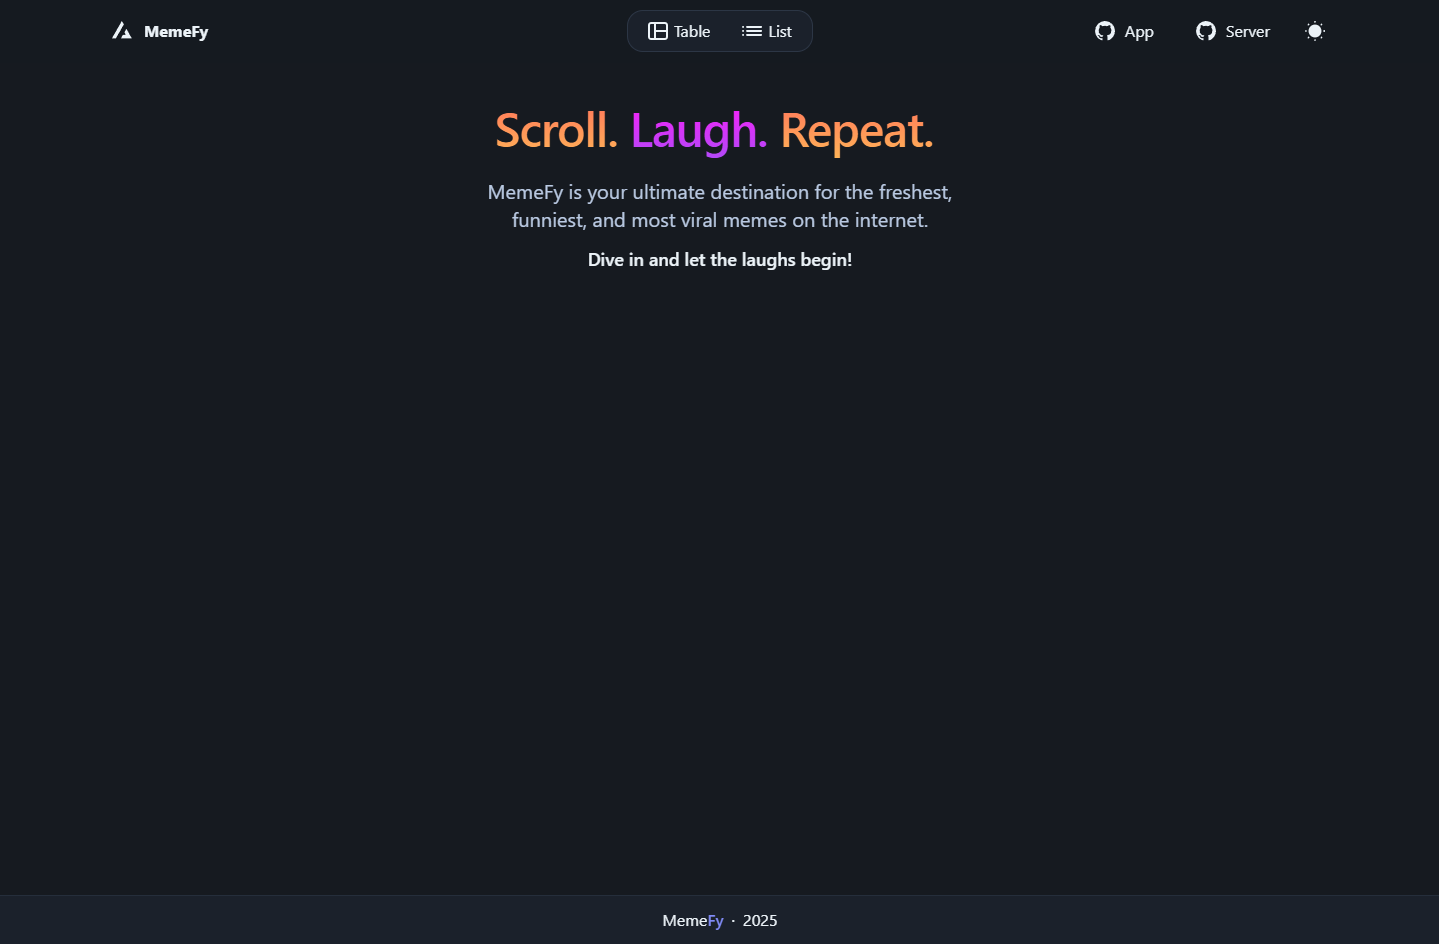 MemeFy
Table
List
App
Server
Scroll. Laugh. Repeat.
MemeFy is your ultimate destination for the freshest,
funniest, and most viral memes on the internet.
Dive in and let the laughs begin!
MemeFy · 2025